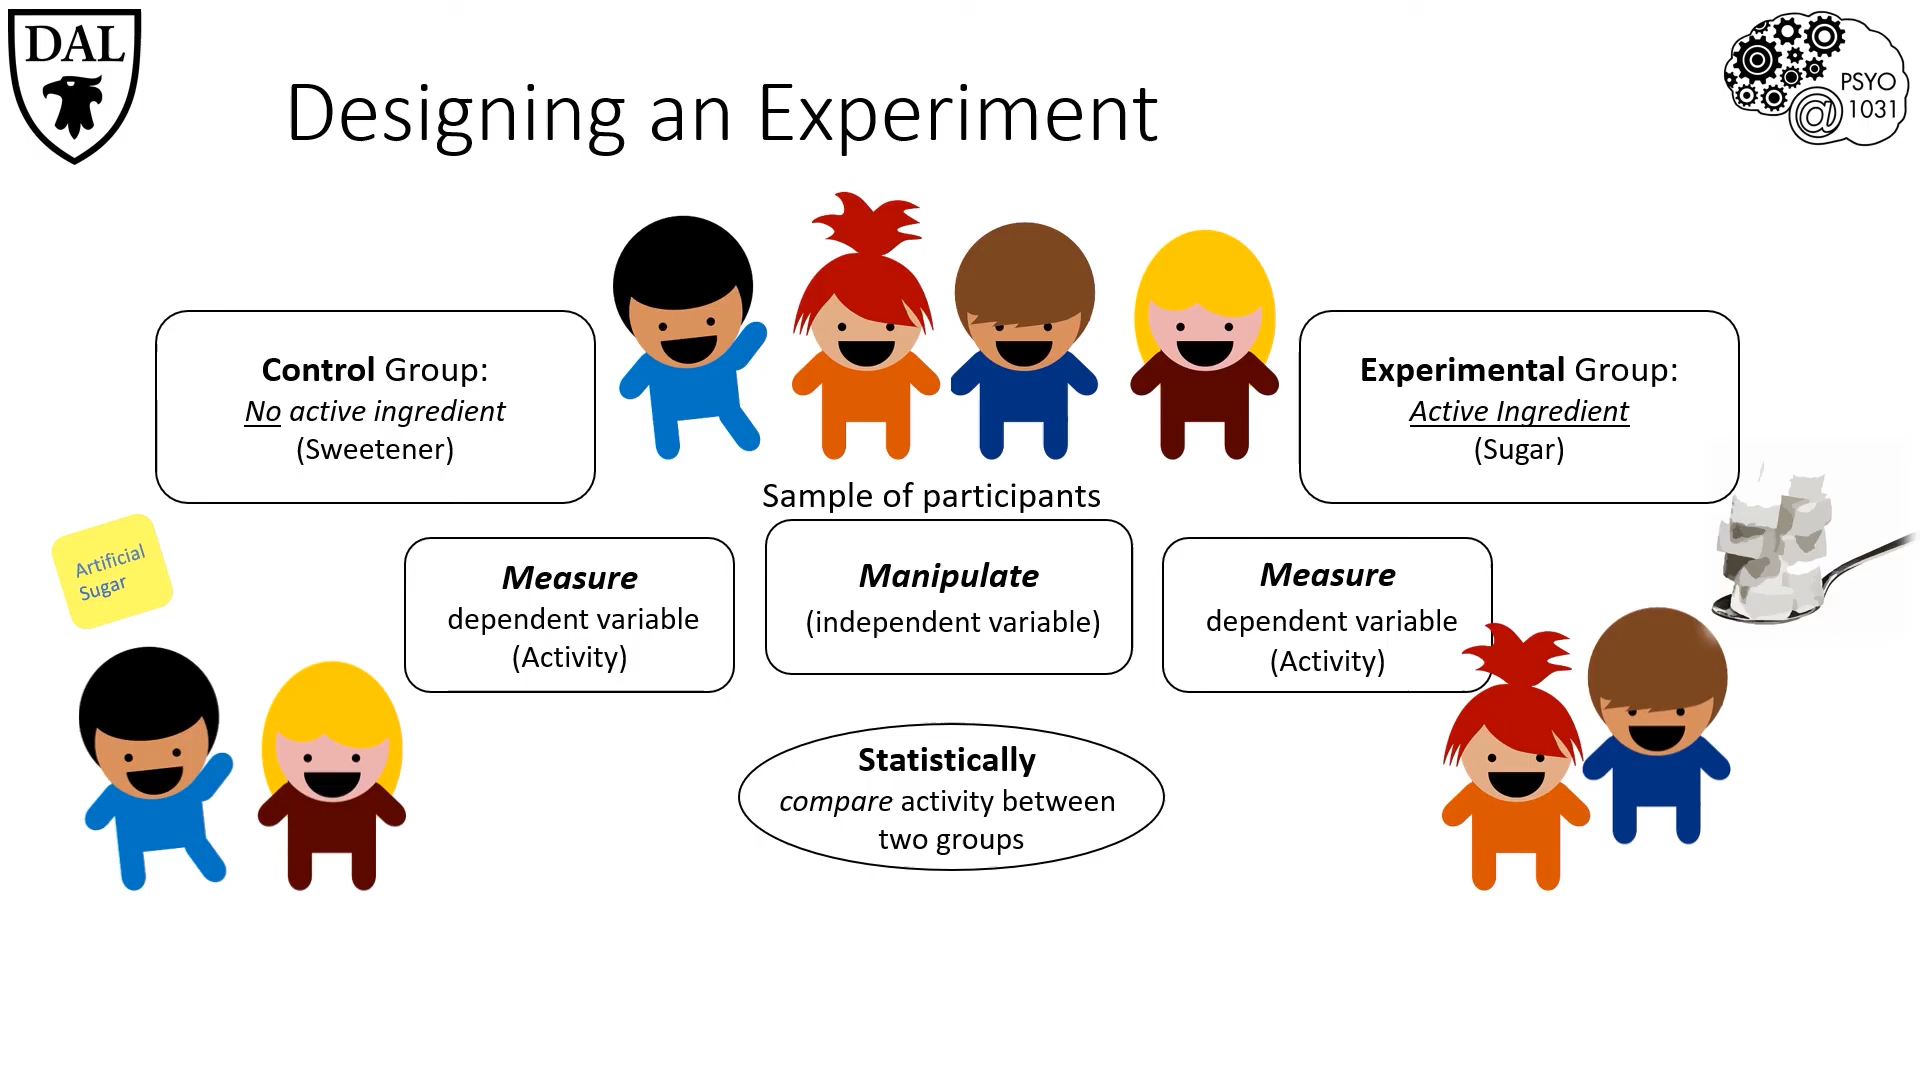 DAL
PSYO
@ 1031
Designing an Experiment
Control Group:
No active ingredient
(Sweetener)
Experimental Group:
Active Ingredient
(Sugar)
Sample of participants
Artificial
Sugar
Measure
dependent variable
(Activity)
Manipulate
(independent variable)
Measure
dependent variable
(Activity)
Statistically
compare activity between
two groups